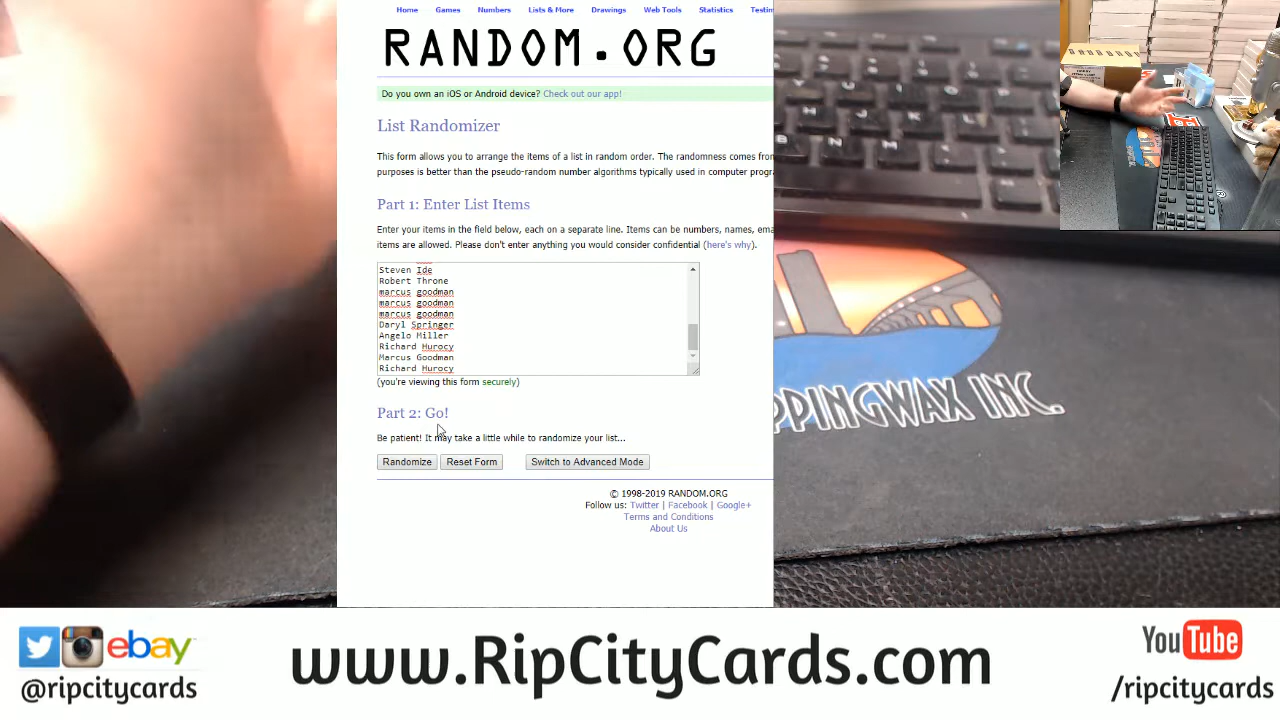 Home Games Numbers Lists & More Drawings Web Tools Statistics
RANDOM.ORG
Do you own an iOS or Android device? Check out our app!
List Randomizer
This form allows you to arrange the items of a list in random order. The randomness comes
purposes is better than the pseudo-random number algorithms typically used in computer
Part 1: Enter List Items
Enter your items in the field below, each on a separate line. Items can be numbers, names,
items are allowed. Please don't enter anything you would consider confidential (here's why).
Steven Ide
Robert Throne
marcus goodman
marcus goodman
marcus goodman
Daryl Springer
Angelo Miller
Richard Hurocy
Marcus Goodman
Richard Hurocy
(you're viewing this form securely)
Part 2: Go!
Be patient! It may take a little while to randomize your list...
Randomize Reset Form Switch to Advanced Mode
© 1998-2019 RANDOM.ORG
Follow us: Twitter | Facebook | Google+
Terms and Conditions
About Us
PPINGWAX INC.
ebay
@ripcitycards
www.RipCityCards.com
YouTube
/ripcitycards